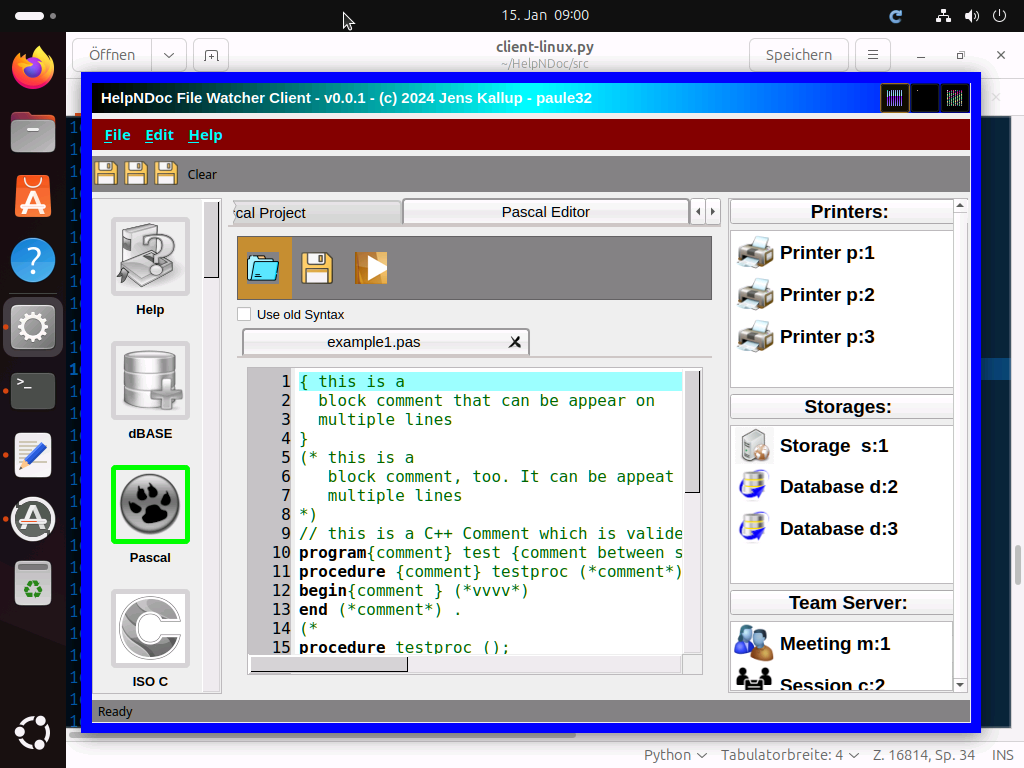 15. Jan  09:00
Öffnen
client-linux.py
~/HelpNDoc/src
Speichern
HelpNDoc File Watcher Client - v0.0.1 - (c) 2024 Jens Kallup - paule32
File Edit Help
Clear
Help
dBASE
Pascal
ISO C
cal Project
Pascal Editor
Use old Syntax
example1.pas
1 { this is a
2 block comment that can be appear on
3 multiple lines
4 }
5 (* this is a
6 block comment, too. It can be appeat
7 multiple lines
8 *)
9 // this is a C++ Comment which is valide
10 program{comment} test {comment between s
11 procedure {comment} testproc (*comment*)
12 begin{comment } (*vvvv*)
13 end (*comment*) .
14 (*
15 procedure testproc ();
Printers:
Printer p:1
Printer p:2
Printer p:3
Storages:
Storage  s:1
Database d:2
Database d:3
Team Server:
Meeting m:1
Session c:2
Ready
Python Tabulatorbreite: 4 Z. 16814, Sp. 34 INS